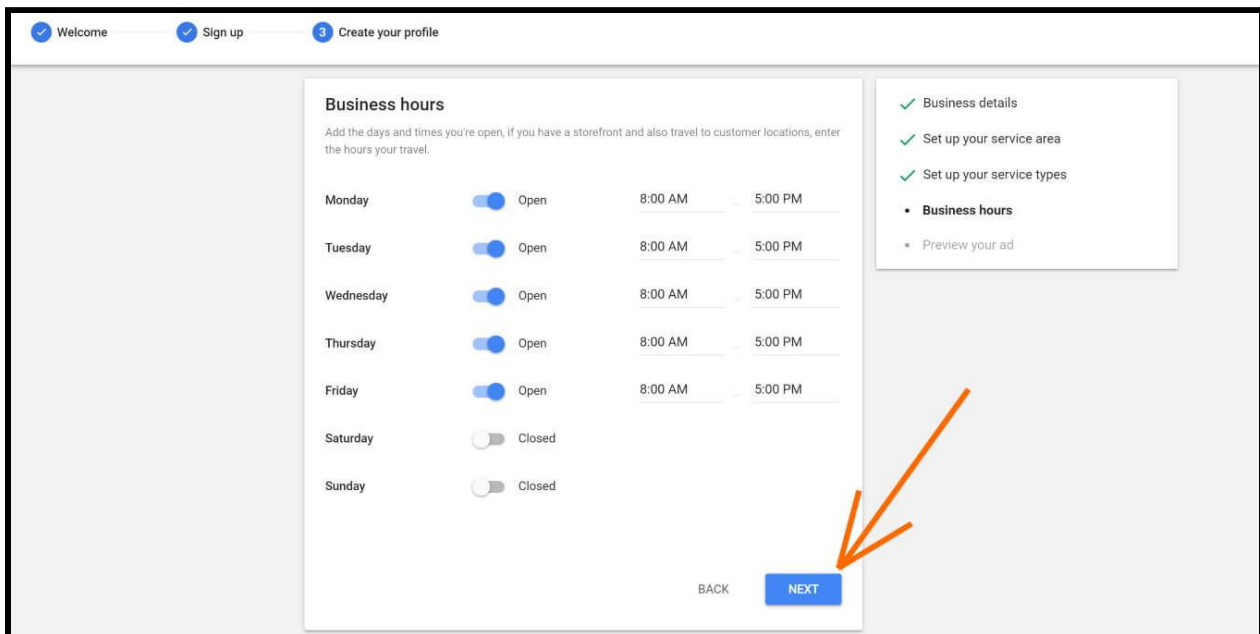 Welcome
Sign up
3 Create your profile
Business hours
Add the days and times you're open, if you have a storefront and also travel to customer locations, enter
the hours your travel.
Monday Open 8:00 AM – 5:00 PM
Tuesday Open 8:00 AM – 5:00 PM
Wednesday Open 8:00 AM – 5:00 PM
Thursday Open 8:00 AM – 5:00 PM
Friday Open 8:00 AM – 5:00 PM
Saturday Closed
Sunday Closed
BACK NEXT
Business details
Set up your service area
Set up your service types
• Business hours
• Preview your ad